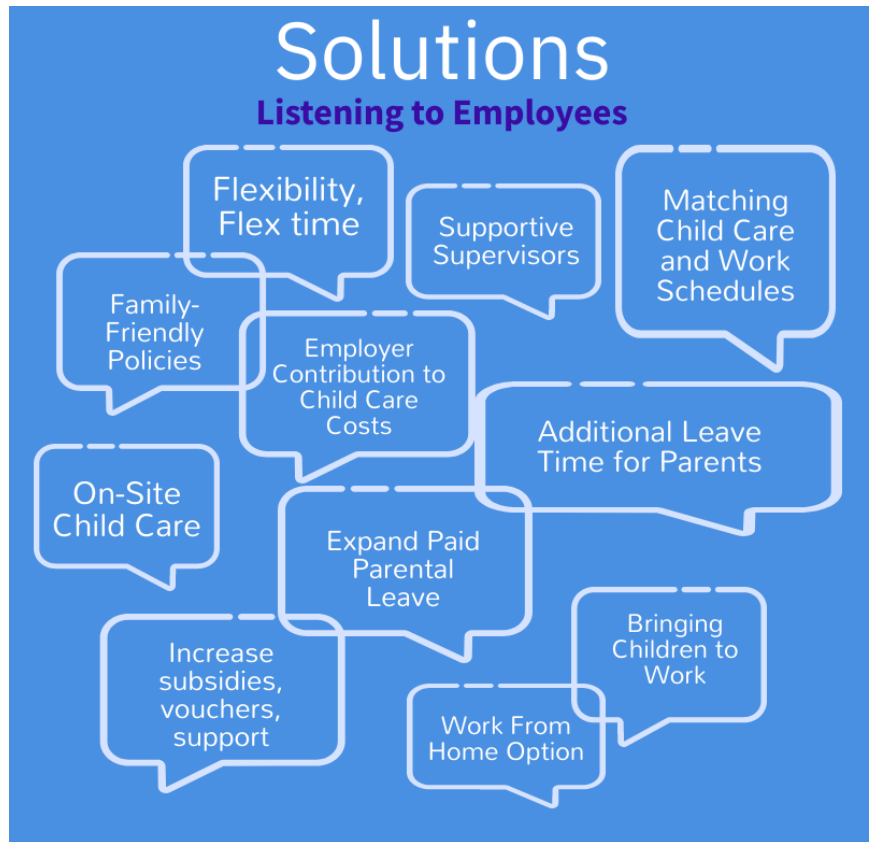 Solutions
Listening to Employees
Flexibility,
Flex time
Supportive
Supervisors
Matching
Child Care
and Work
Schedules
Family-
Friendly
Policies
Employer
Contribution to
Child Care
Costs
Additional Leave
Time for Parents
On-Site
Child Care
Expand Paid
Parental
Leave
Bringing
Children to
Work
Increase
subsidies,
vouchers,
support
Work From
Home Option